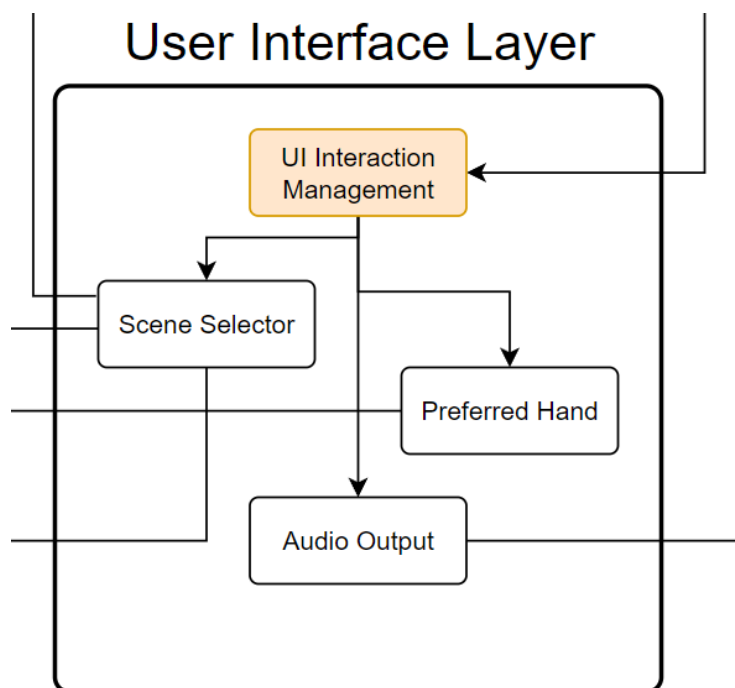 User Interface Layer
UI Interaction
Management
Scene Selector
Preferred Hand
Audio Output